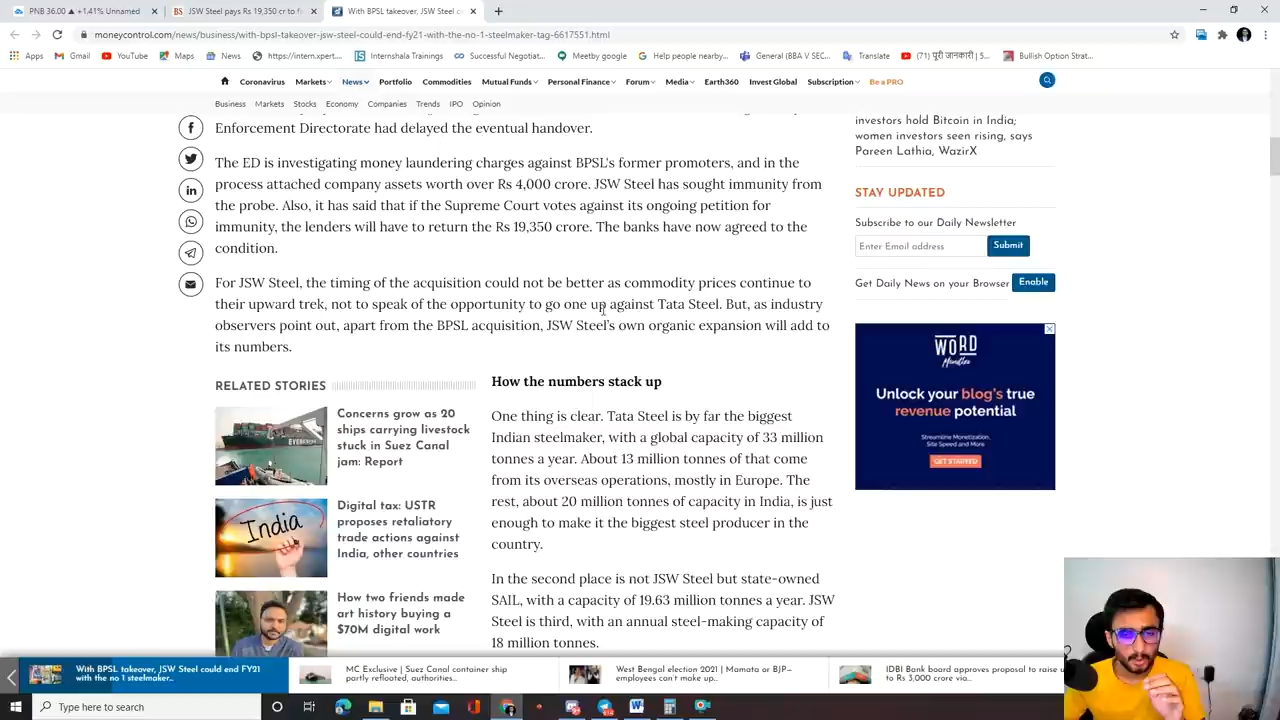 PNB 36.00 ▲ +1.41% Unnamed
JSW Steel pays Rs 19,350 cr to fi
With BPSL takeover, JSW Steel c
moneycontrol.com/news/business/with-bpsl-takeover-jsw-steel-could-end-fy21-with-the-no-1-steelmaker-tag-6617551.html
Apps Gmail YouTube Maps News https://intern.xpert... Internshala Trainings Successful Negotiat... Meetby google Help people nearby... General (BBA V SEC... Translate (71) पूरी जानकारी | 5... Bullish Option Strat...
Coronavirus Markets News Portfolio Commodities Mutual Funds Personal Finance Forum Media Earth360 Invest Global Subscription Be a PRO
Business Markets Stocks Economy Companies Trends IPO Opinion
Enforcement Directorate had delayed the eventual handover.
The ED is investigating money laundering charges against BPSL's former promoters, and in the
process attached company assets worth over Rs 4,000 crore. JSW Steel has sought immunity from
the probe. Also, it has said that if the Supreme Court votes against its ongoing petition for
immunity, the lenders will have to return the Rs 19,350 crore. The banks have now agreed to the
condition.
For JSW Steel, the timing of the acquisition could not be better as commodity prices continue to
their upward trek, not to speak of the opportunity to go one up against Tata Steel. But, as industry
observers point out, apart from the BPSL acquisition, JSW Steel's own organic expansion will add to
its numbers.
RELATED STORIES
Concerns grow as 20
ships carrying livestock
stuck in Suez Canal
jam: Report
EVERGREEN
Digital tax: USTR
proposes retaliatory
trade actions against
India, other countries
India
How two friends made
art history buying a
$70M digital work
How the numbers stack up
One thing is clear. Tata Steel is by far the biggest
Indian steelmaker, with a global capacity of 33 million
tonnes a year. About 13 million tonnes of that come
from its overseas operations, mostly in Europe. The
rest, about 20 million tonnes of capacity in India, is just
enough to make it the biggest steel producer in the
country.
In the second place is not JSW Steel but state-owned
SAIL, with a capacity of 19.63 million tonnes a year. JSW
Steel is third, with an annual steel-making capacity of
18 million tonnes.
investors hold Bitcoin in India;
women investors seen rising, says
Pareen Lathia, WazirX
STAY UPDATED
Subscribe to our Daily Newsletter
Enter Email address Submit
Get Daily News on your Browser Enable
WORD
Monetize
Unlock your blog's true
revenue potential
Streamline Monetization,
Site Speed and More
GET STARTED
With BPSL takeover, JSW Steel could end FY21
with the no 1 steelmaker...
MC Exclusive | Suez Canal container ship
partly refloated, authorities...
West Bengal election 2021 | Mamata or BJP—
employees can't make up...
IDBI Bank board approves proposal to raise u
to Rs 3,000 crore via...
Type here to search